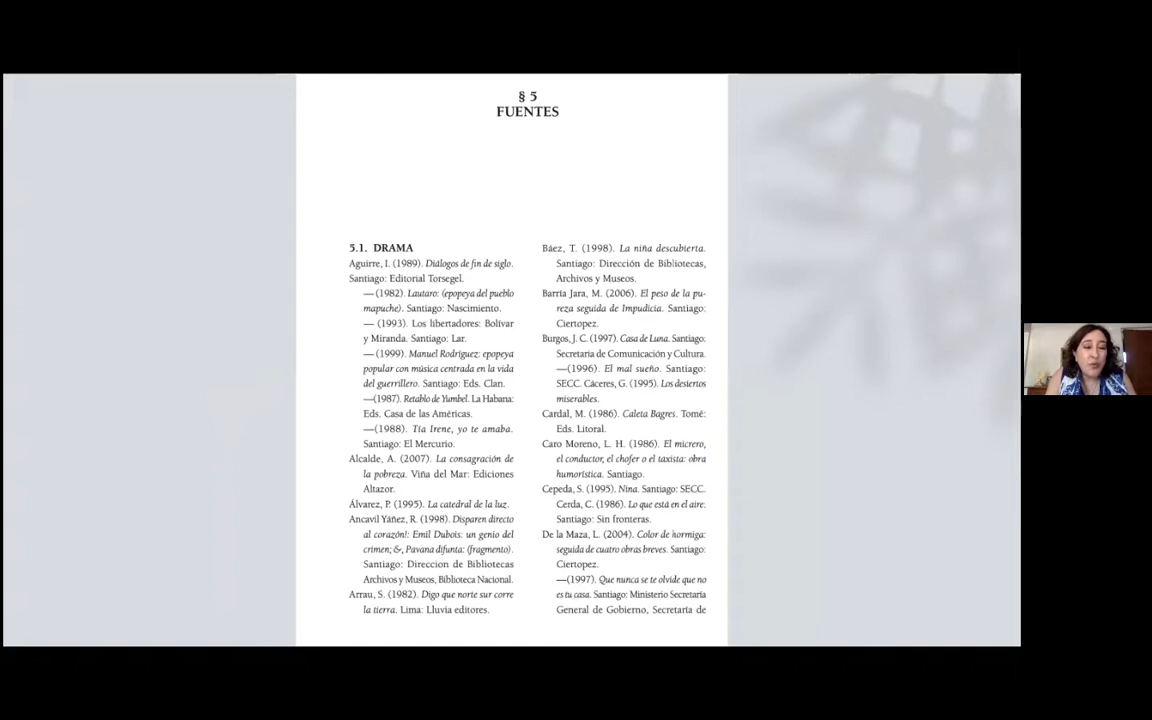 § 5
FUENTES
5.1. DRAMA
Aguirre, I. (1989). Diálogos de fin de siglo.
Santiago: Editorial Torsegel.
— (1982). Lautaro: (epopeya del pueblo
mapuche). Santiago: Nascimiento.
— (1993). Los libertadores: Bolívar
y Miranda. Santiago: Lar.
— (1999). Manuel Rodríguez: epopeya
popular con música centrada en la vida
del guerrillero. Santiago: Eds. Clan.
—(1987). Retablo de Yumbel. La Habana:
Eds. Casa de las Américas.
—(1988). Tía Irene, yo te amaba.
Santiago: El Mercurio.
Alcalde, A. (2007). La consagración de
la pobreza. Viña del Mar: Ediciones
Altazor.
Álvarez, P. (1995). La catedral de la luz.
Ancavil Yáñez, R. (1998). Disparen directo
al corazón!: Emil Dubois: un genio del
crimen; &, Pavana difunta: (fragmento).
Santiago: Direccion de Bibliotecas
Archivos y Museos, Biblioteca Nacional.
Arrau, S. (1982). Digo que norte sur corre
la tierra. Lima: Lluvia editores.
Báez, T. (1998). La niña descubierta.
Santiago: Dirección de Bibliotecas,
Archivos y Museos.
Barría Jara, M. (2006). El peso de la pu-
reza seguida de Impudicia. Santiago:
Ciertopez.
Burgos, J. C. (1997). Casa de Luna. Santiago:
Secretaría de Comunicación y Cultura.
—(1996). El mal sueño. Santiago:
SECC. Cáceres, G. (1995). Los desiertos
miserables.
Cardal, M. (1986). Caleta Bagres. Tomé:
Eds. Litoral.
Caro Moreno, L. H. (1986). El micrero,
el conductor, el chofer o el taxista: obra
humorística. Santiago.
Cepeda, S. (1995). Nina. Santiago: SECC.
Cerda, C. (1986). Lo que está en el aire.
Santiago: Sin fronteras.
De la Maza, L. (2004). Color de hormiga:
seguida de cuatro obras breves. Santiago:
Ciertopez.
—(1997). Que nunca se te olvide que no
es tu casa. Santiago: Ministerio Secretaría
General de Gobierno, Secretaría de